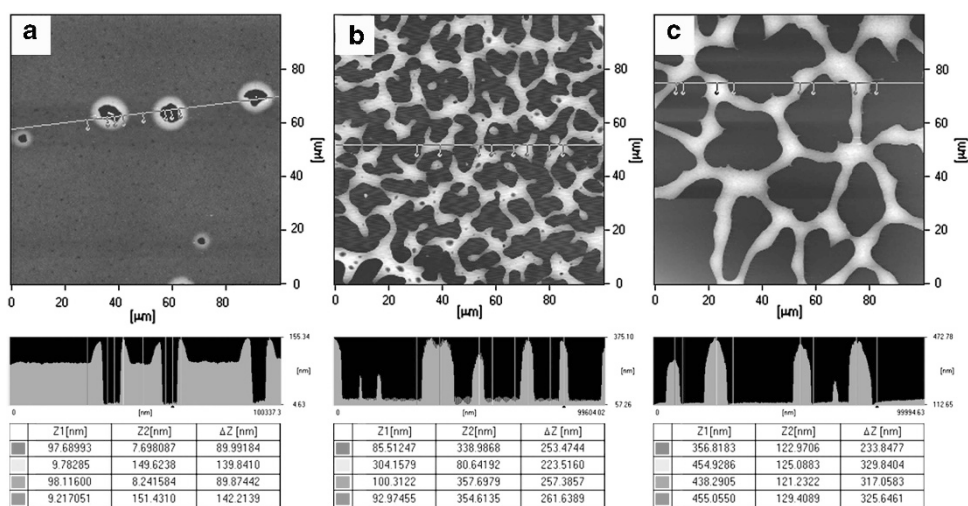 a
80
60
40
20
0
[µm]
0 20 40 60 80
[µm]
b
80
60
40
20
0
[µm]
0 20 40 60 80
[µm]
c
80
60
40
20
0
[µm]
0 20 40 60 80
[µm]
155.34
[nm]
4.63
0 [nm] 100337.3
375.10
[nm]
57.26
0 [nm] 99604.02
472.78
[nm]
112.65
0 [nm] 99994.63
Z1[nm] Z2[nm] ΔZ [nm]
97.68993 7.698087 89.99184
9.78285 149.6238 139.8410
98.11600 8.241584 89.87442
9.217051 151.4310 142.2139
Z1[nm] Z2[nm] ΔZ [nm]
85.51247 338.9868 253.4744
304.1579 80.64192 223.5160
100.3122 357.6979 257.3857
92.97455 354.6135 261.6389
Z1[nm] Z2[nm] ΔZ [nm]
356.8183 122.9706 233.8477
454.9286 125.0883 329.8404
438.2905 121.2322 317.0583
455.0550 129.4089 325.6461